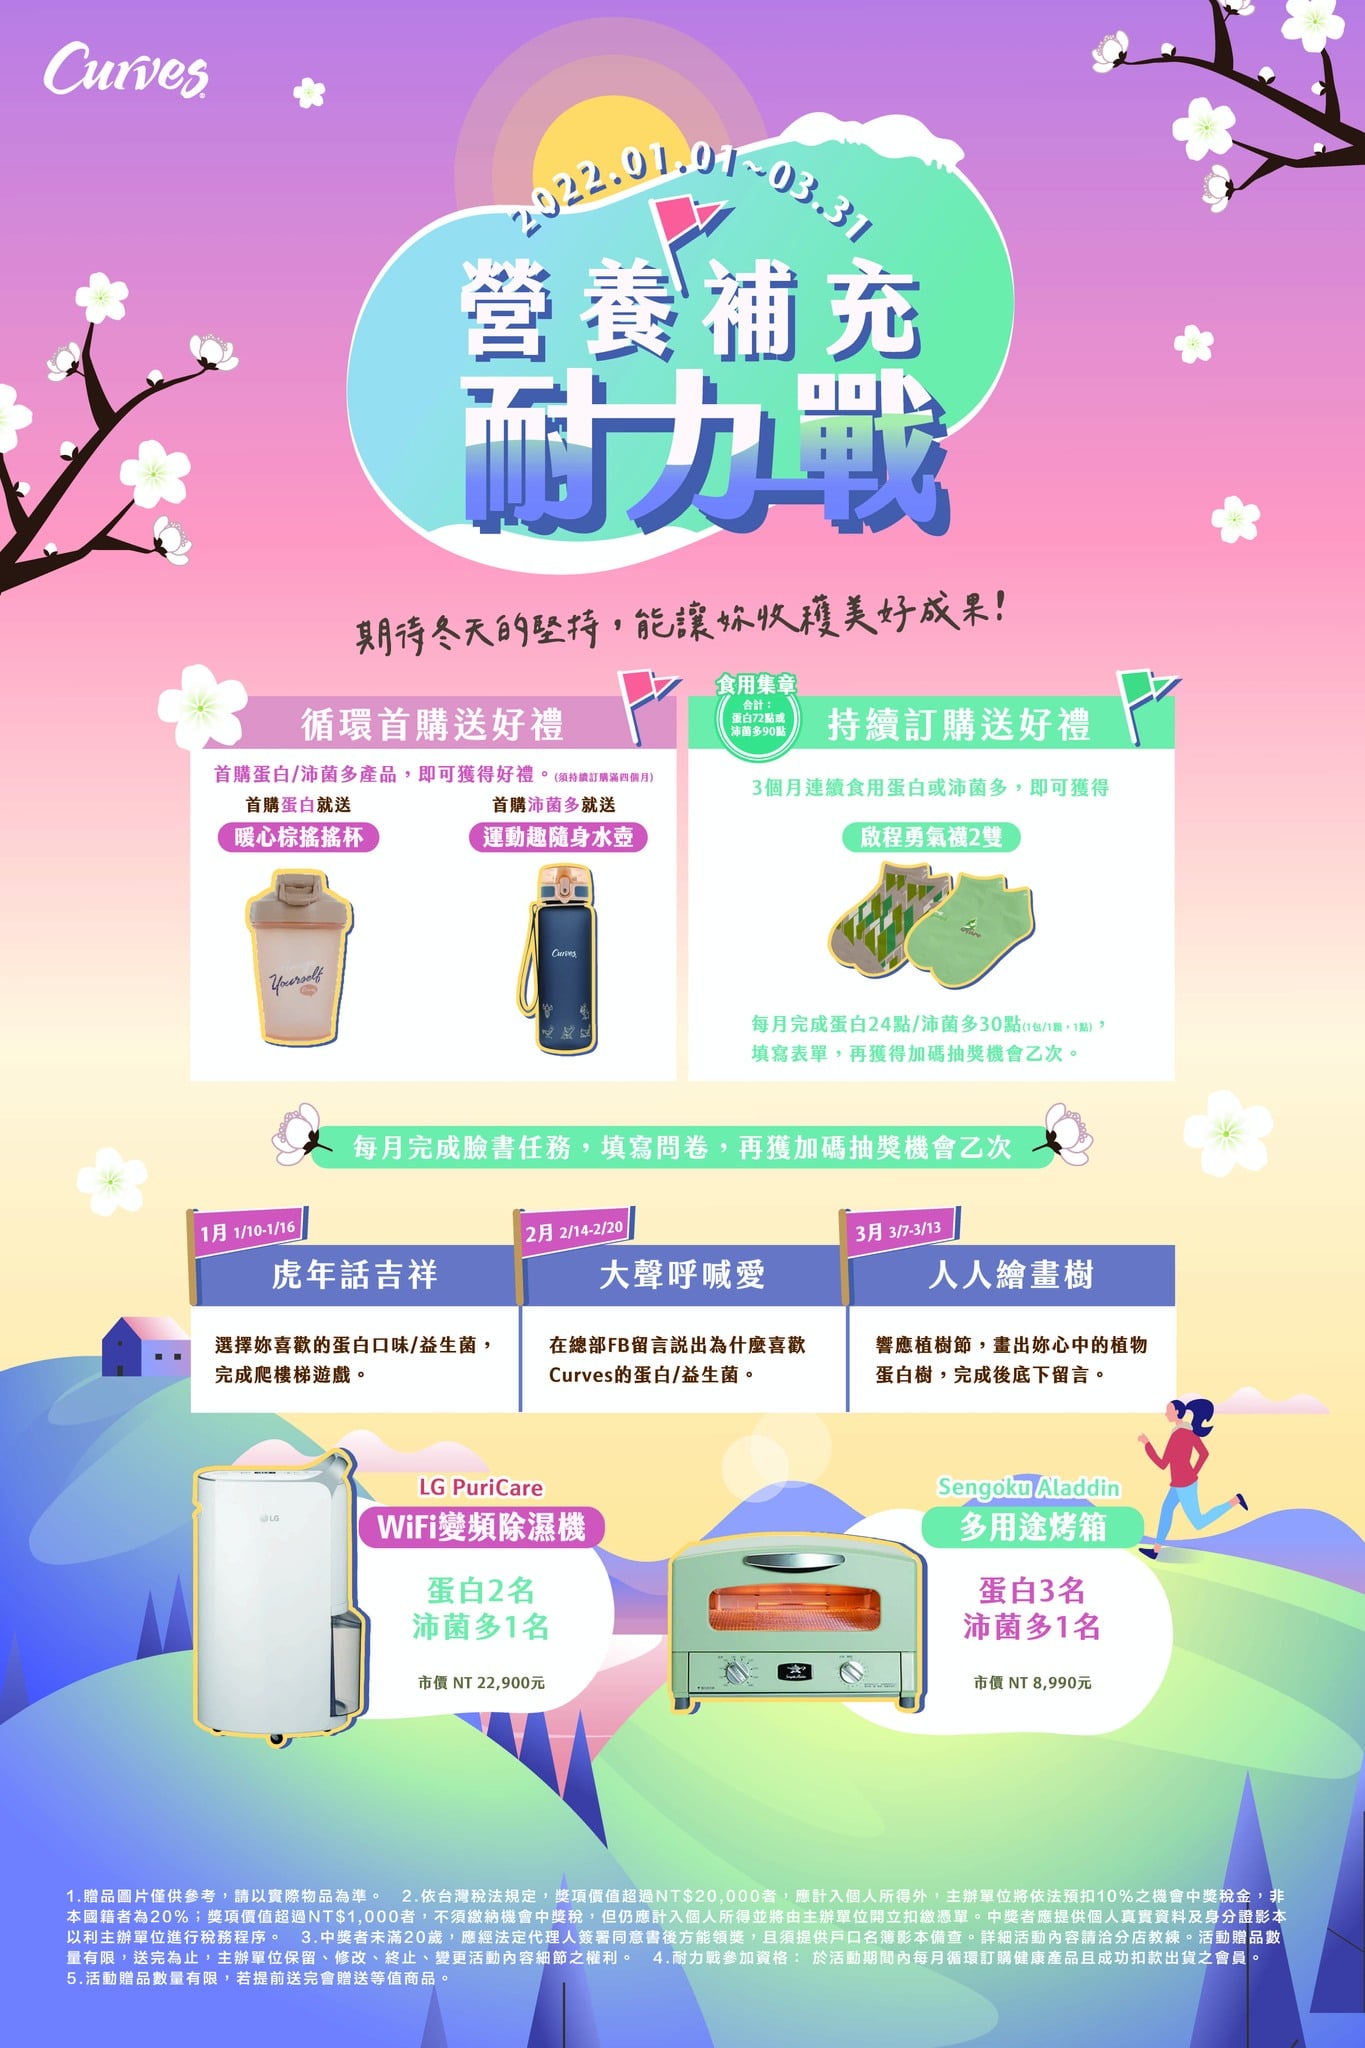 Curves
2022.01.01~03.31
營養補充
耐力戰
期待冬天的堅持，能讓妳收穫美好成果！
循環首購送好禮
首購蛋白/沛菌多產品，即可獲得好禮。(須持續訂購滿四個月)
首購蛋白就送
暖心棕搖搖杯
Yourself
首購沛菌多就送
運動趣隨身水壺
Curves
食用集章
合計：
蛋白72點或
沛菌多90點
持續訂購送好禮
3個月連續食用蛋白或沛菌多，即可獲得
啟程勇氣襪2雙
每月完成蛋白24點/沛菌多30點(1包/1顆，1點)，
填寫表單，再獲得加碼抽獎機會乙次。
每月完成臉書任務，填寫問卷，再獲加碼抽獎機會乙次
1月 1/10-1/16
虎年話吉祥
選擇妳喜歡的蛋白口味/益生菌，
完成爬樓梯遊戲。
2月 2/14-2/20
大聲呼喊愛
在總部FB留言說出為什麼喜歡
Curves的蛋白/益生菌。
3月 3/7-3/13
人人繪畫樹
響應植樹節，畫出妳心中的植物
蛋白樹，完成後底下留言。
LG
LG PuriCare
WiFi變頻除濕機
蛋白2名
沛菌多1名
市價 NT 22,900元
Sengoku Aladdin
多用途烤箱
蛋白3名
沛菌多1名
市價 NT 8,990元
1.贈品圖片僅供參考，請以實際物品為準。 2.依台灣稅法規定，獎項價值超過NT$20,000者，應計入個人所得外，主辦單位將依法預扣10%之機會中獎稅金，非
本國籍者為20%；獎項價值超過NT$1,000者，不須繳納機會中獎稅，但仍應計入個人所得並將由主辦單位開立扣繳憑單。中獎者應提供個人真實資料及身分證影本
以利主辦單位進行稅務程序。 3.中獎者未滿20歲，應經法定代理人簽署同意書後方能領獎，且須提供戶口名簿影本備查。詳細活動內容請洽分店教練。活動贈品數
量有限，送完為止，主辦單位保留、修改、終止、變更活動內容細節之權利。 4.耐力戰參加資格： 於活動期間內每月循環訂購健康產品且成功扣款出貨之會員。
5.活動贈品數量有限，若提前送完會贈送等值商品。